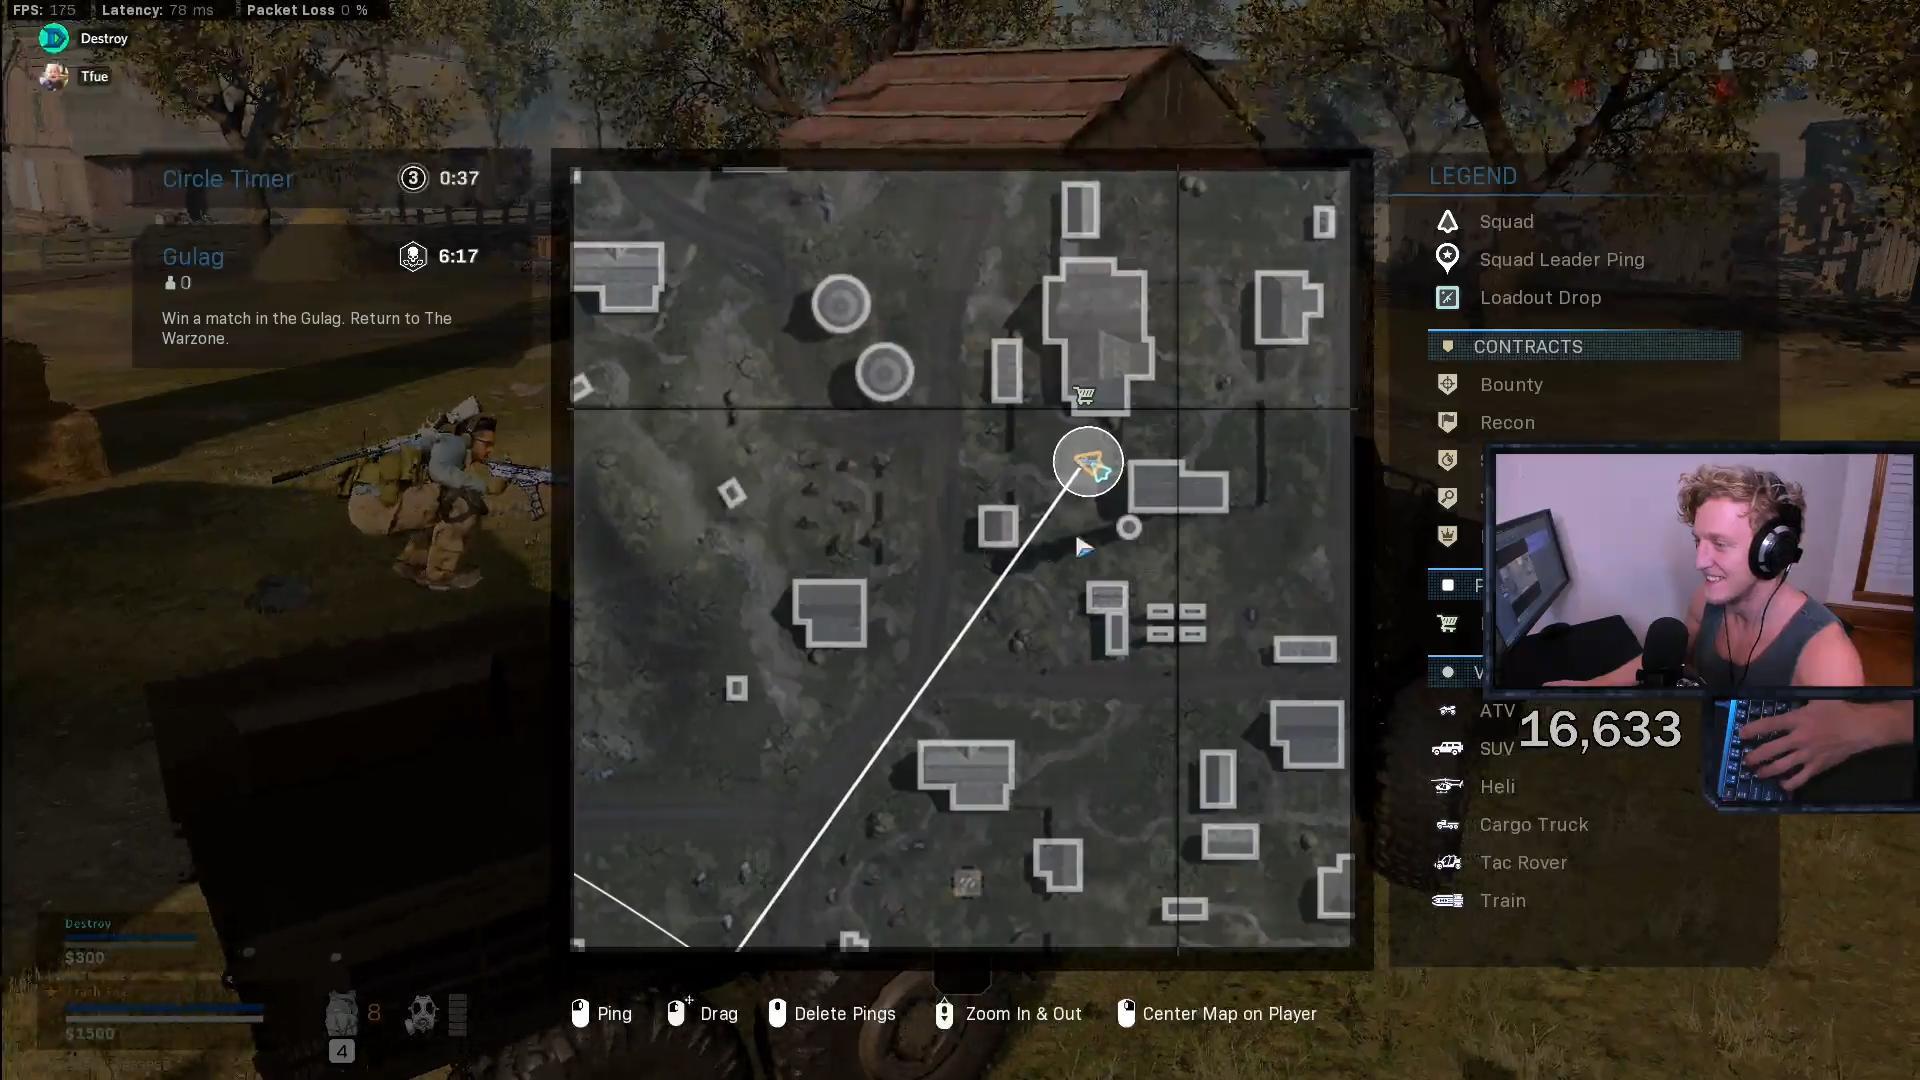 FPS: 175 Latency: 78 ms Packet Loss 0 %
Destroy
Tfue
13 23 17
Circle Timer 3 0:37
Gulag 6:17
0
Win a match in the Gulag. Return to The
Warzone.
LEGEND
Squad
Squad Leader Ping
Loadout Drop
CONTRACTS
Bounty
Recon
ATV
16,633
SUV
Heli
Cargo Truck
Tac Rover
Train
Destroy
$300
$1500
8
4
Ping Drag Delete Pings Zoom In & Out Center Map on Player